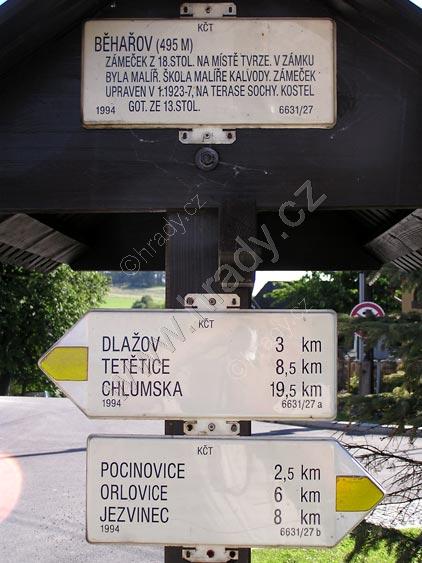 KČT
BĚHAŘOV (495 M)
ZÁMEČEK Z 18.STOL. NA MÍSTĚ TVRZE. V ZÁMKU
BYLA MALÍŘ. ŠKOLA MALÍŘE KALVODY. ZÁMEČEK
UPRAVEN V 1:1923-7, NA TERASE SOCHY. KOSTEL
GOT. ZE 13.STOL.
1994 6631/27
© hrady.cz
www.hrady.cz
KČT
DLAŽOV 3 km
TETĚTICE 8,5 km
CHLUMSKA 19,5 km
1994 6631/27 a
KČT
POCINOVICE 2,5 km
ORLOVICE 6 km
JEZVINEC 8 km
1994 6631/27 b